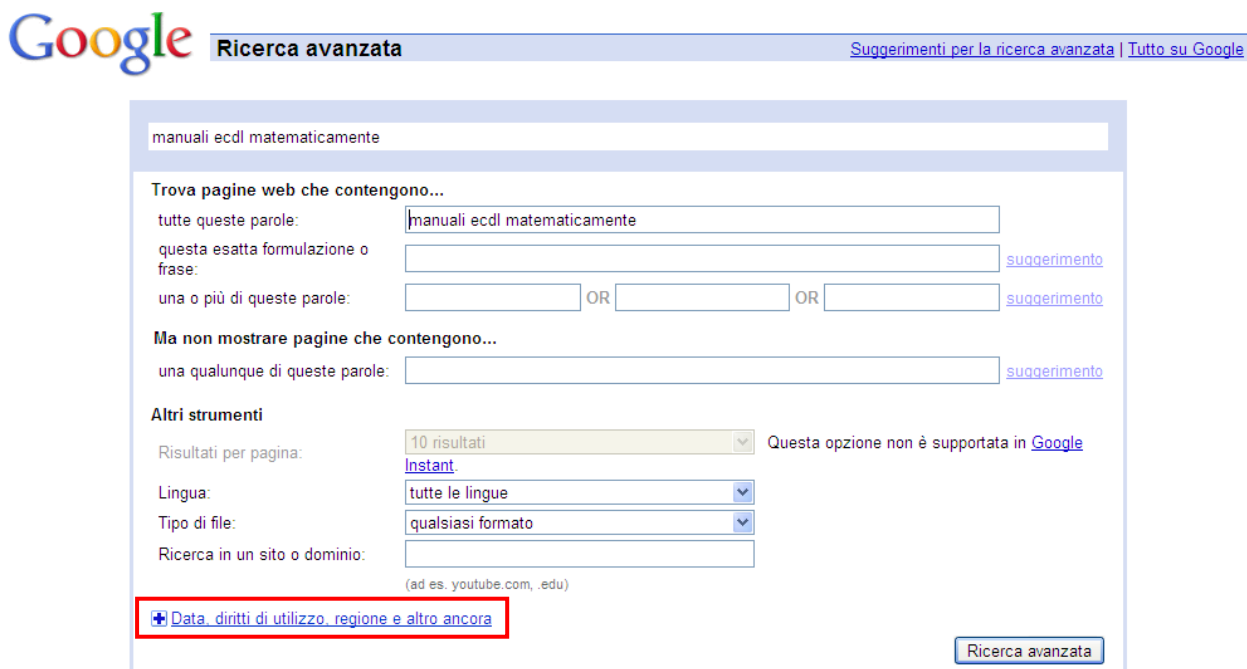 Google Ricerca avanzata Suggerimenti per la ricerca avanzata | Tutto su Google
manuali ecdl matematicamente
Trova pagine web che contengono...
tutte queste parole: manuali ecdl matematicamente
questa esatta formulazione o
frase: suggerimento
una o più di queste parole: OR OR suggerimento
Ma non mostrare pagine che contengono...
una qualunque di queste parole: suggerimento
Altri strumenti
Risultati per pagina: 10 risultati Questa opzione non è supportata in Google
Instant.
Lingua: tutte le lingue
Tipo di file: qualsiasi formato
Ricerca in un sito o dominio:
(ad es. youtube.com, .edu)
Data, diritti di utilizzo, regione e altro ancora
Ricerca avanzata